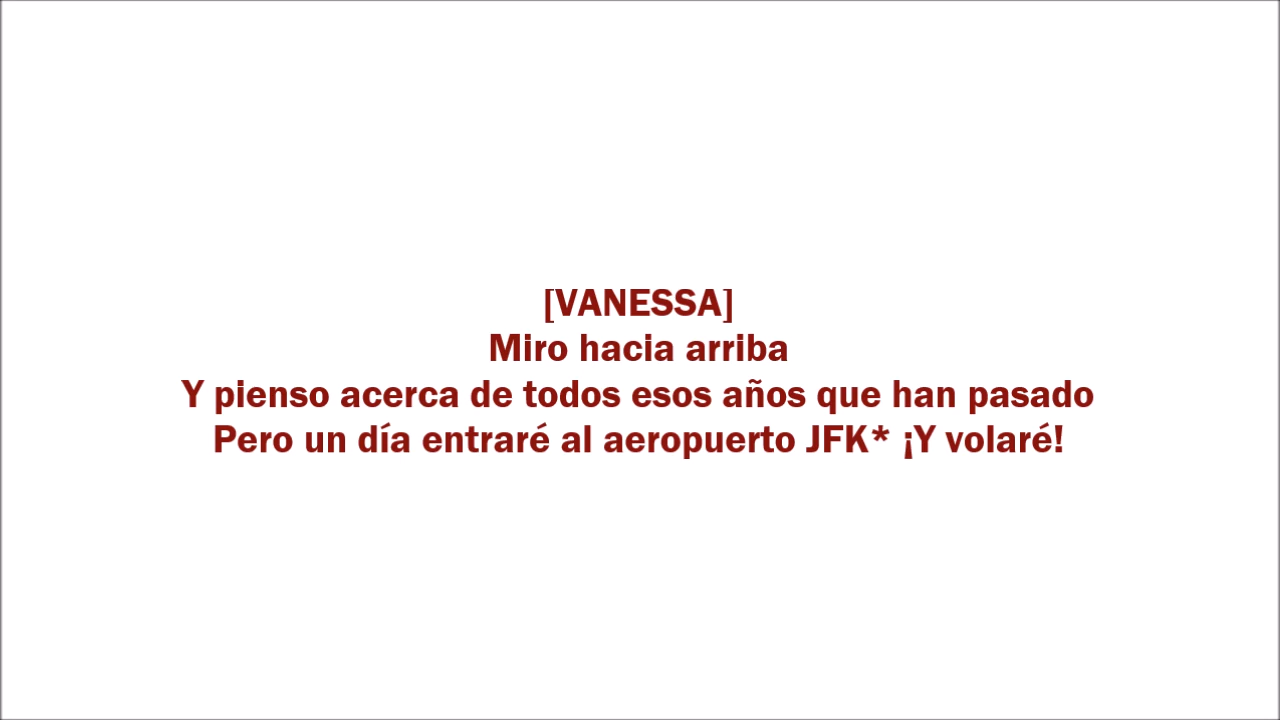 [VANESSA]
Miro hacia arriba
Y pienso acerca de todos esos años que han pasado
Pero un día entraré al aeropuerto JFK* ¡Y volaré!